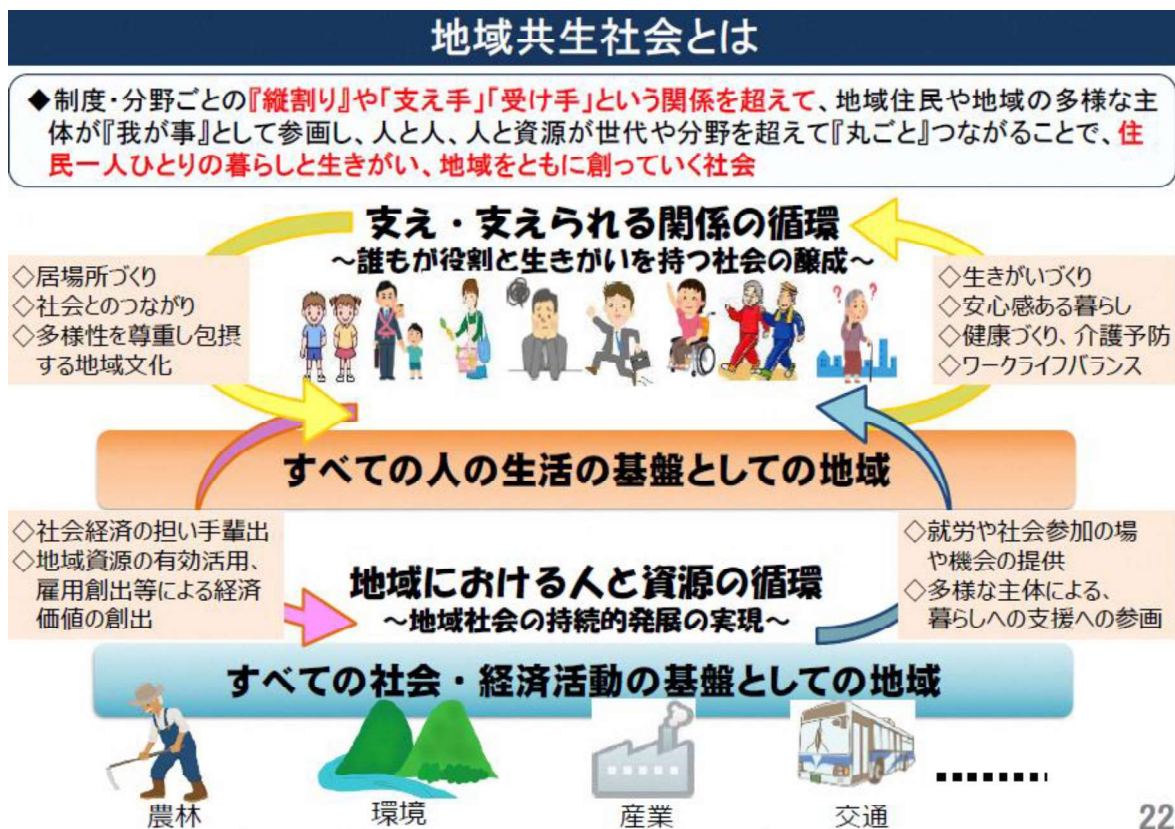 地域共生社会とは
◆制度・分野ごとの『縦割り』や「支え手」「受け手」という関係を超えて、地域住民や地域の多様な主
体が『我が事』として参画し、人と人、人と資源が世代や分野を超えて『丸ごと』つながることで、住
民一人ひとりの暮らしと生きがい、地域をともに創っていく社会
支え・支えられる関係の循環
～誰もが役割と生きがいを持つ社会の醸成～
◇居場所づくり
◇社会とのつながり
◇多様性を尊重し包摂
する地域文化
◇生きがいづくり
◇安心感ある暮らし
◇健康づくり、介護予防
◇ワークライフバランス
? ?
すべての人の生活の基盤としての地域
◇社会経済の担い手輩出
◇地域資源の有効活用、
雇用創出等による経済
価値の創出
地域における人と資源の循環
～地域社会の持続的発展の実現～
◇就労や社会参加の場
や機会の提供
◇多様な主体による、
暮らしへの支援への参画
すべての社会・経済活動の基盤としての地域
農林
環境
産業
交通
22